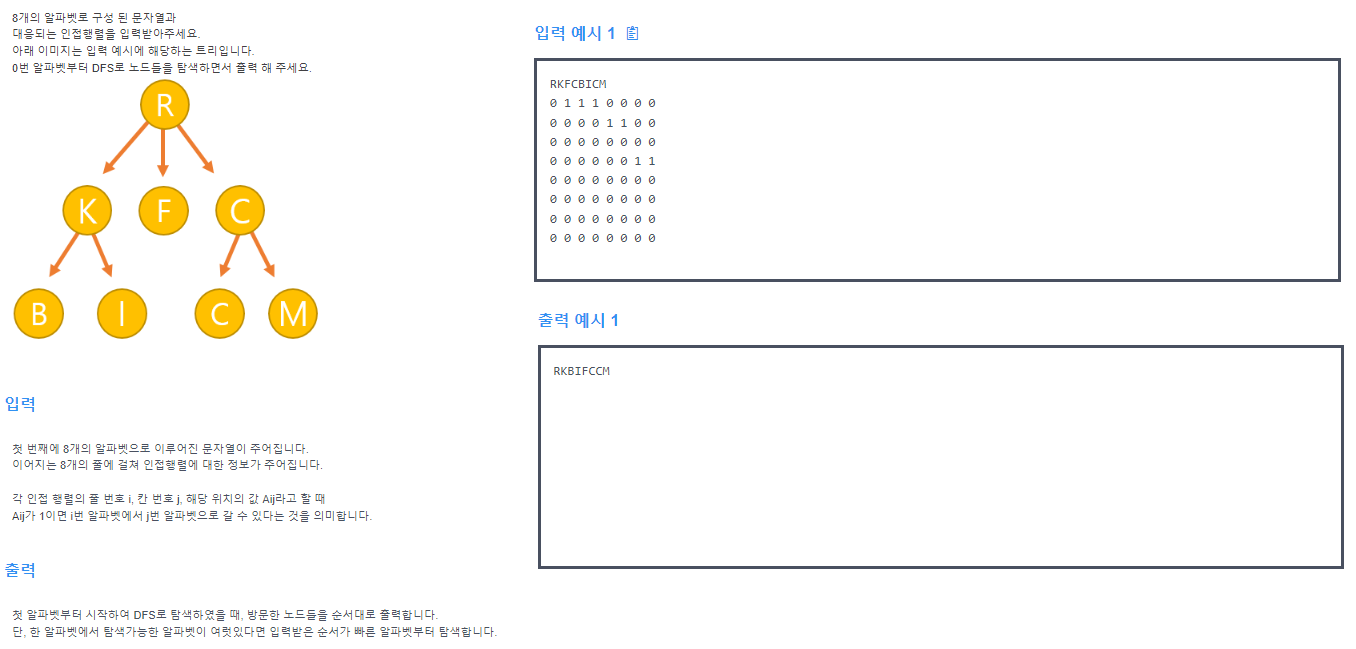 8개의 알파벳로 구성 된 문자열과
대응되는 인접행렬을 입력받아주세요.
아래 이미지는 입력 예시에 해당하는 트리입니다.
0번 알파벳부터 DFS로 노드들을 탐색하면서 출력 해 주세요.
R
K F C
B I C M
입력
첫 번째에 8개의 알파벳으로 이루어진 문자열이 주어집니다.
이어지는 8개의 줄에 걸쳐 인접행렬에 대한 정보가 주어집니다.
각 인접 행렬의 줄 번호 i, 칸 번호 j, 해당 위치의 값 Aij라고 할 때
Aij가 1이면 i번 알파벳에서 j번 알파벳으로 갈 수 있다는 것을 의미합니다.
출력
첫 알파벳부터 시작하여 DFS로 탐색하였을 때, 방문한 노드들을 순서대로 출력합니다.
단, 한 알파벳에서 탐색가능한 알파벳이 여럿있다면 입력받은 순서가 빠른 알파벳부터 탐색합니다.
입력 예시 1
RKFCBICM
0 1 1 1 0 0 0 0
0 0 0 0 1 1 0 0
0 0 0 0 0 0 0 0
0 0 0 0 0 0 1 1
0 0 0 0 0 0 0 0
0 0 0 0 0 0 0 0
0 0 0 0 0 0 0 0
0 0 0 0 0 0 0 0
출력 예시 1
RKBIFCCM